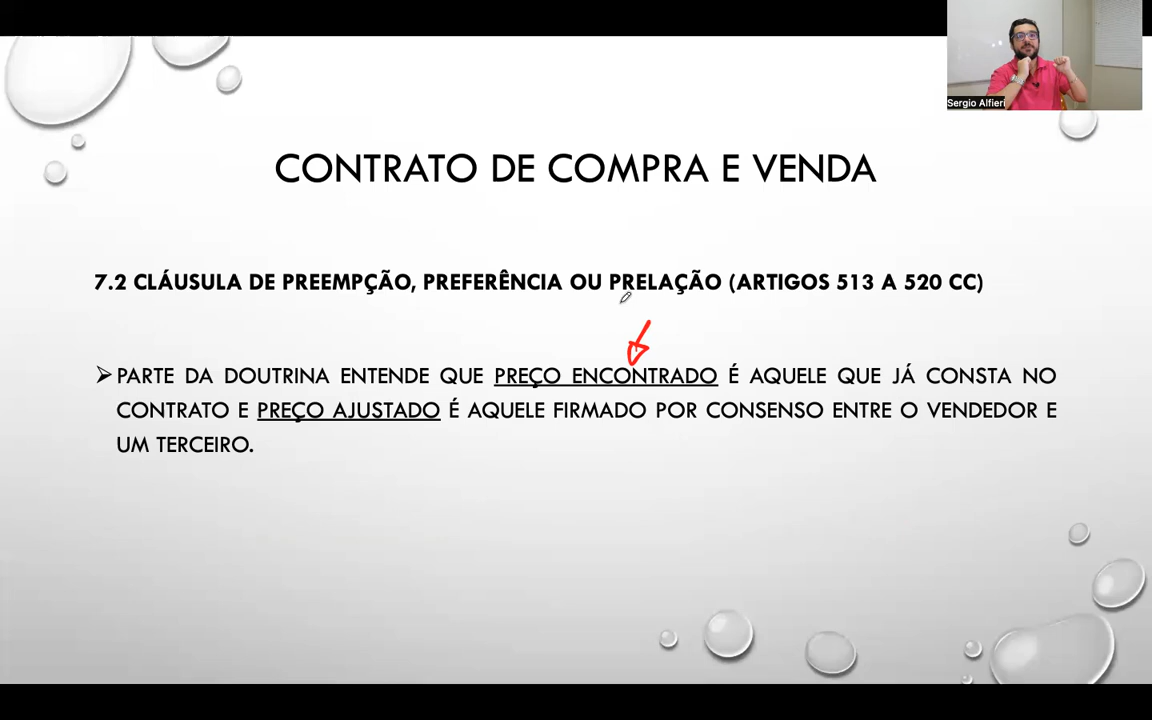 Sergio Alfieri
CONTRATO DE COMPRA E VENDA
7.2 CLÁUSULA DE PREEMPÇÃO, PREFERÊNCIA OU PRELAÇÃO (ARTIGOS 513 A 520 CC)
PARTE DA DOUTRINA ENTENDE QUE PREÇO ENCONTRADO É AQUELE QUE JÁ CONSTA NO
CONTRATO E PREÇO AJUSTADO É AQUELE FIRMADO POR CONSENSO ENTRE O VENDEDOR E
UM TERCEIRO.